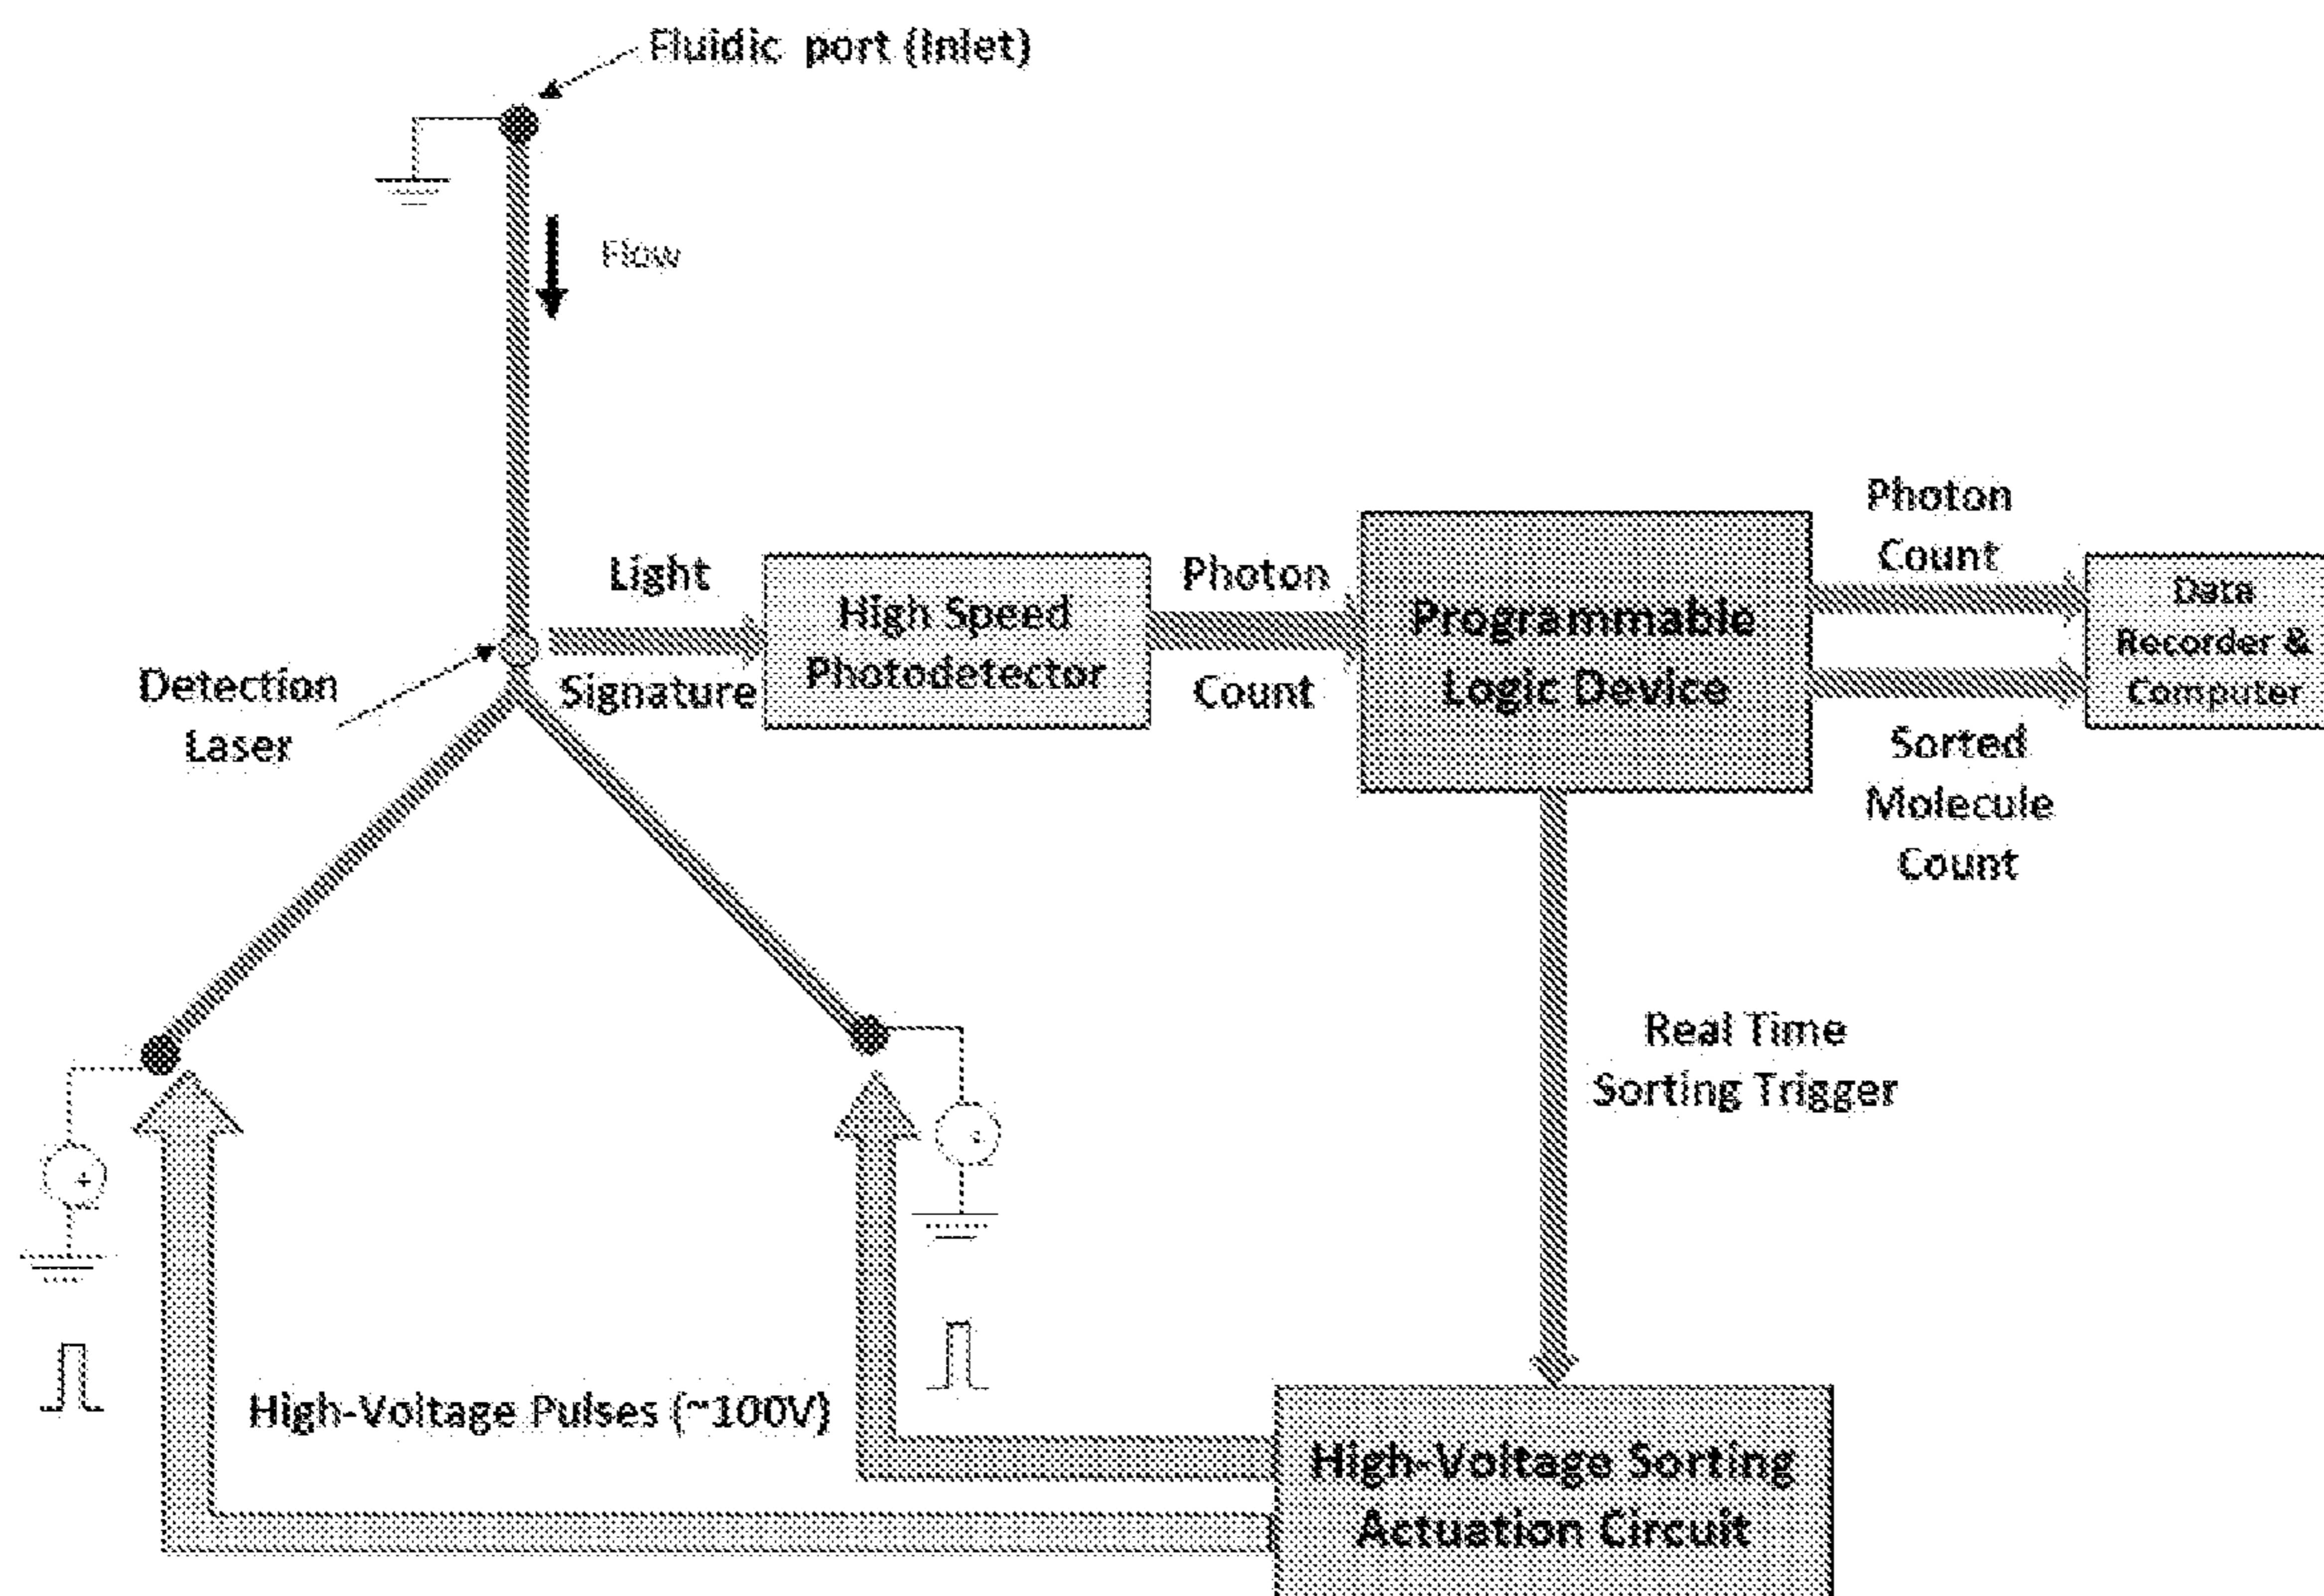 Fluidic port (Inlet)
Flow
Detection
Laser
Light
Signature
High Speed
Photodetector
Photon
Count
Programmable
Logic Device
Photon
Count
Sorted
Molecule
Count
Data
Recorder &
Computer
Real Time
Sorting Trigger
+
-
High-Voltage Pulses (~100V)
High-Voltage Sorting
Actuation Circuit